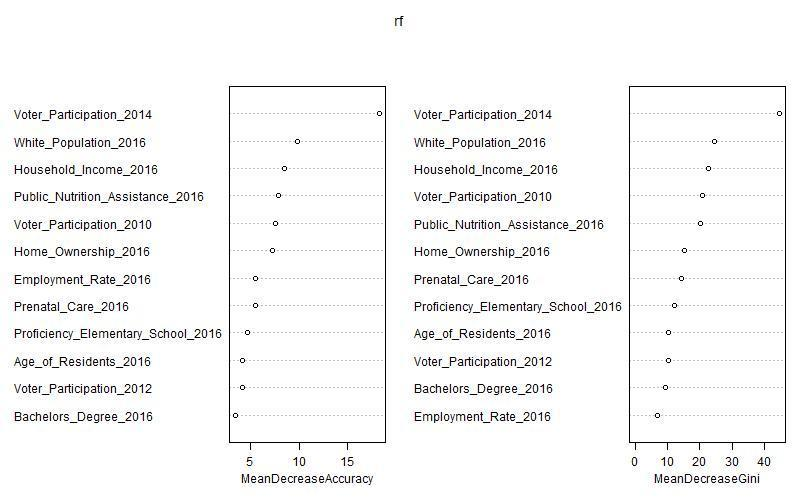 rf
Voter_Participation_2014
White_Population_2016
Household_Income_2016
Public_Nutrition_Assistance_2016
Voter_Participation_2010
Home_Ownership_2016
Employment_Rate_2016
Prenatal_Care_2016
Proficiency_Elementary_School_2016
Age_of_Residents_2016
Voter_Participation_2012
Bachelors_Degree_2016
5 10 15
MeanDecreaseAccuracy
Voter_Participation_2014
White_Population_2016
Household_Income_2016
Voter_Participation_2010
Public_Nutrition_Assistance_2016
Home_Ownership_2016
Prenatal_Care_2016
Proficiency_Elementary_School_2016
Age_of_Residents_2016
Voter_Participation_2012
Bachelors_Degree_2016
Employment_Rate_2016
0 10 20 30 40
MeanDecreaseGini